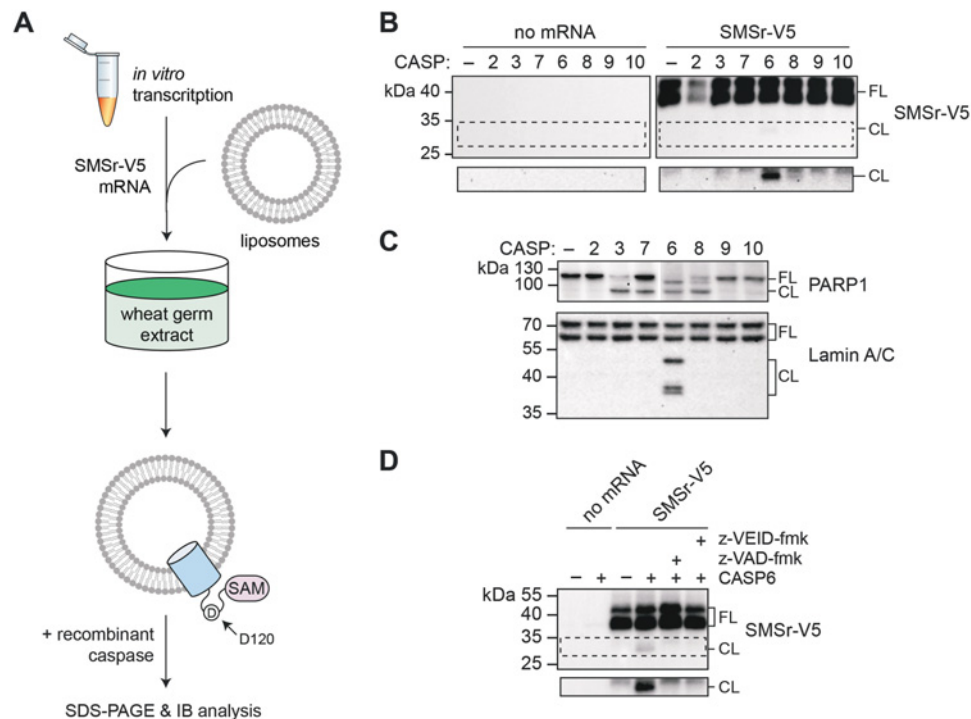 A
in vitro
transcritption
SMSr-V5
mRNA
liposomes
wheat germ
extract
SAM
D
D120
+ recombinant
caspase
SDS-PAGE & IB analysis
B
no mRNA SMSr-V5
CASP: – 2 3 7 6 8 9 10 – 2 3 7 6 8 9 10
kDa 40
FL
SMSr-V5
35
CL
25
CL
C
CASP: – 2 3 7 6 8 9 10
kDa 130
FL
PARP1
100
CL
70
FL
55
Lamin A/C
40
CL
35
D
no mRNA
SMSr-V5
+ z-VEID-fmk
+ z-VAD-fmk
– + – + + + CASP6
kDa 55
40
FL
SMSr-V5
35
CL
25
CL